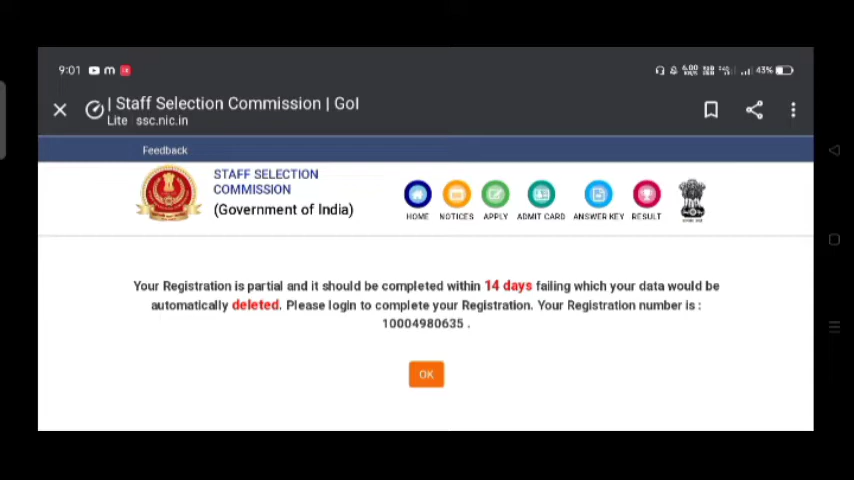 9:01
43%
| Staff Selection Commission | GoI
Lite ssc.nic.in
Feedback
STAFF SELECTION
COMMISSION
(Government of India)
HOME NOTICES APPLY ADMIT CARD ANSWER KEY RESULT
Your Registration is partial and it should be completed within 14 days failing which your data would be
automatically deleted. Please login to complete your Registration. Your Registration number is :
10004980635 .
OK